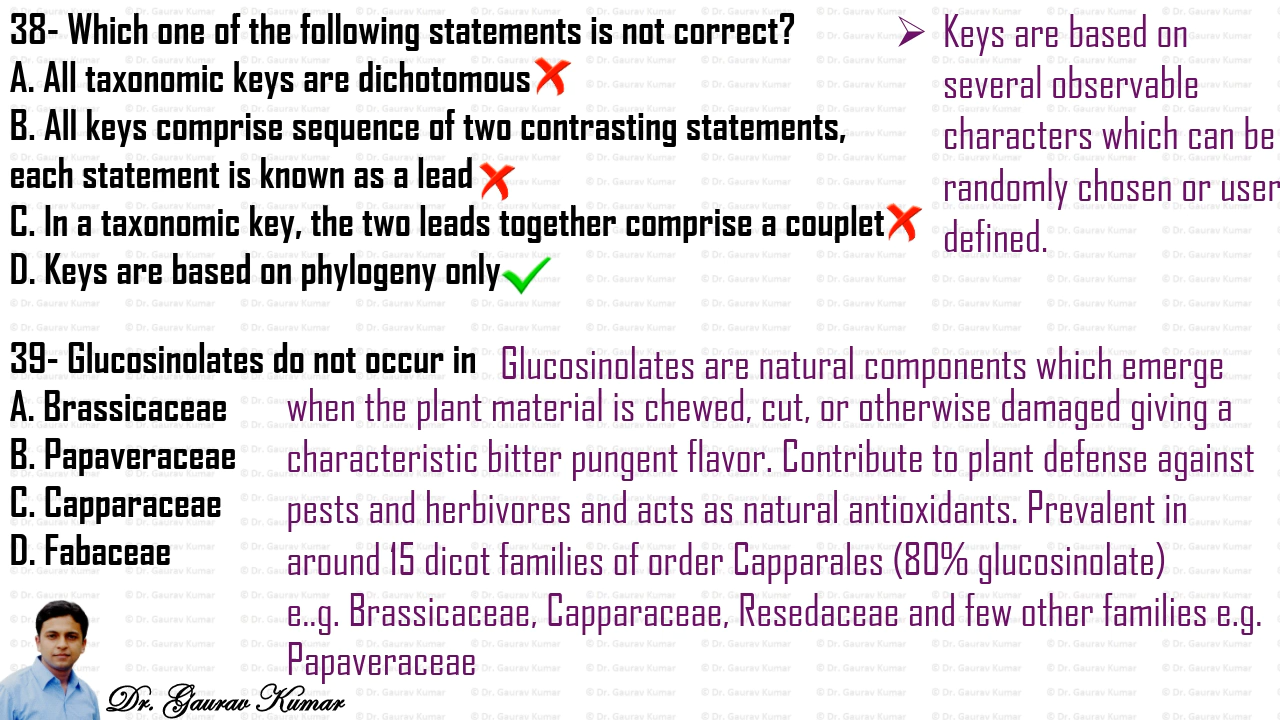 38- Which one of the following statements is not correct?
A. All taxonomic keys are dichotomous
B. All keys comprise sequence of two contrasting statements,
each statement is known as a lead
C. In a taxonomic key, the two leads together comprise a couplet
D. Keys are based on phylogeny only
Keys are based on
several observable
characters which can be
randomly chosen or user
defined.
39- Glucosinolates do not occur in
A. Brassicaceae
B. Papaveraceae
C. Capparaceae
D. Fabaceae
Glucosinolates are natural components which emerge
when the plant material is chewed, cut, or otherwise damaged giving a
characteristic bitter pungent flavor. Contribute to plant defense against
pests and herbivores and acts as natural antioxidants. Prevalent in
around 15 dicot families of order Capparales (80% glucosinolate)
e..g. Brassicaceae, Capparaceae, Resedaceae and few other families e.g.
Papaveraceae
Dr. Gaurav Kumar
© Dr. Gaurav Kumar